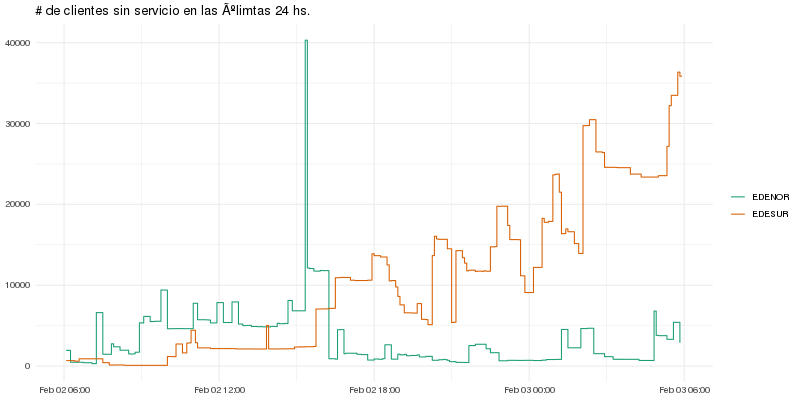 # de clientes sin servicio en las Ãºlimtas 24 hs.
40000
30000
20000
10000
0
Feb 02 06:00
Feb 02 12:00
Feb 02 18:00
Feb 03 00:00
Feb 03 06:00
EDENOR
EDESUR